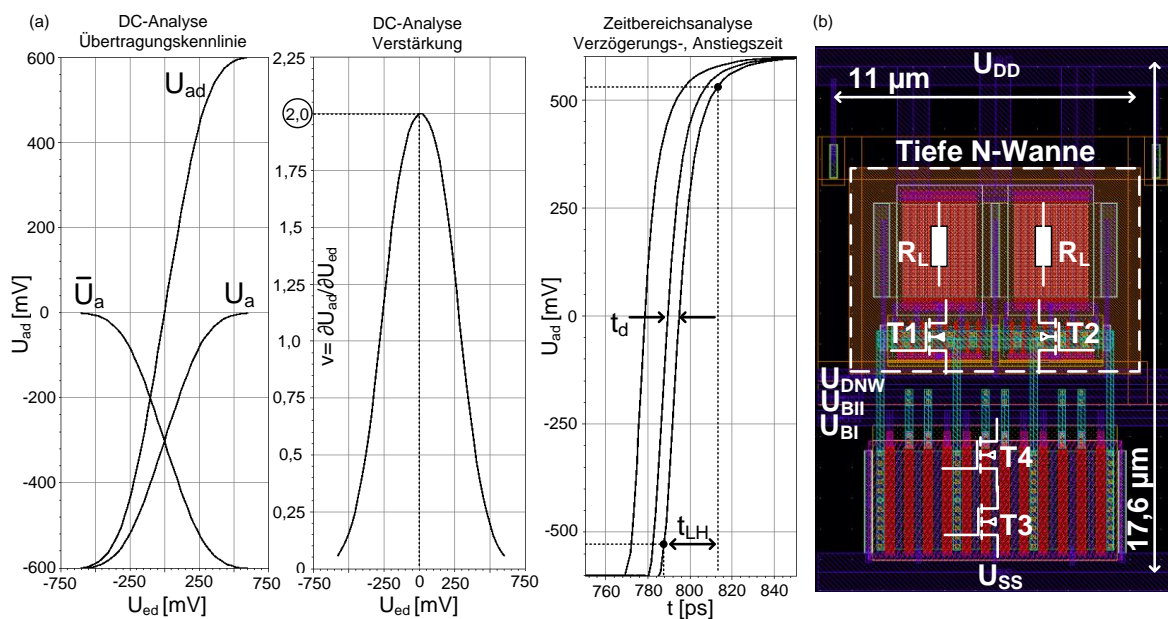 (a)
DC-Analyse
Übertragungskennlinie
600
400
200
0
-200
-400
-600
U_ad [mV]
U_ad
Ū_a
U_a
-750
-250
250
750
U_ed [mV]
DC-Analyse
Verstärkung
2,25
2,0
1,75
1,5
1,25
1,0
0,75
0,5
0,25
0
v= ∂U_ad/∂U_ed
-750
-250
0
250
750
U_ed [mV]
Zeitbereichsanalyse
Verzögerungs-, Anstiegszeit
500
250
0
-250
-500
U_ad [mV]
t_d
t_LH
760
780
800
820
840
t [ps]
(b)
U_DD
11 µm
Tiefe N-Wanne
R_L
R_L
T1
T2
U_DNW
U_BII
U_BI
T4
T3
17,6 µm
U_SS